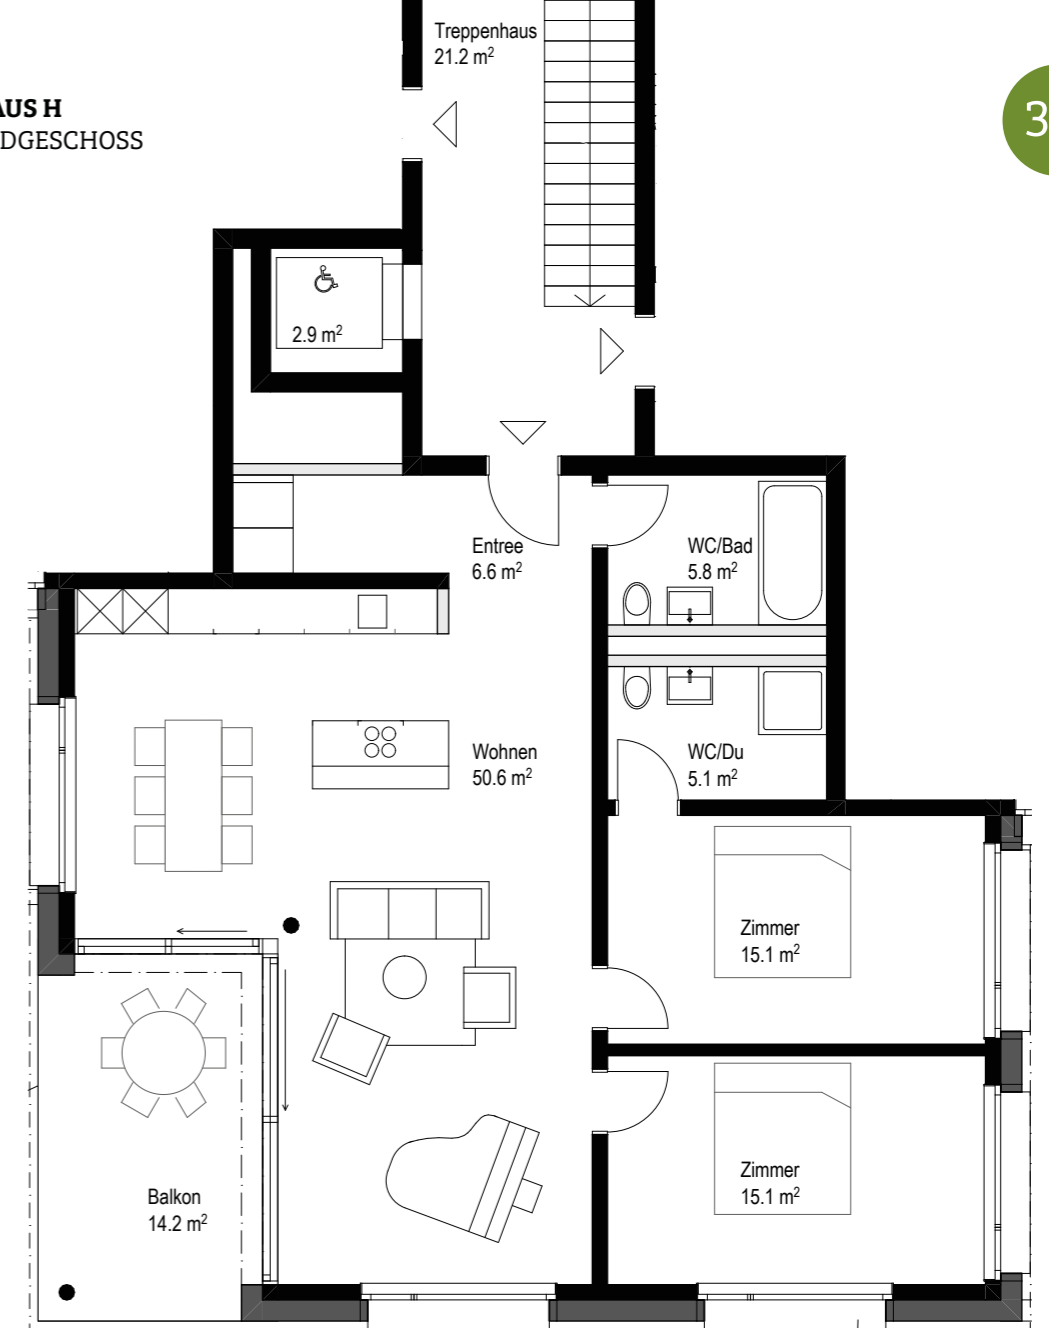 Treppenhaus
21.2 m²
AUS H
DGESCHOSS
3
2.9 m²
Entree
6.6 m²
WC/Bad
5.8 m²
Wohnen
50.6 m²
WC/Du
5.1 m²
Zimmer
15.1 m²
Zimmer
15.1 m²
Balkon
14.2 m²